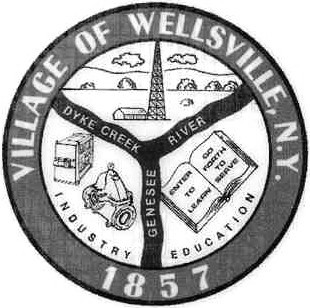 VILLAGE OF WELLSVILLE, N.Y.
DYKE CREEK
RIVER
GENESEE
ENTER
TO
LEARN
GO
FORTH
TO
SERVE
INDUSTRY
EDUCATION
1857